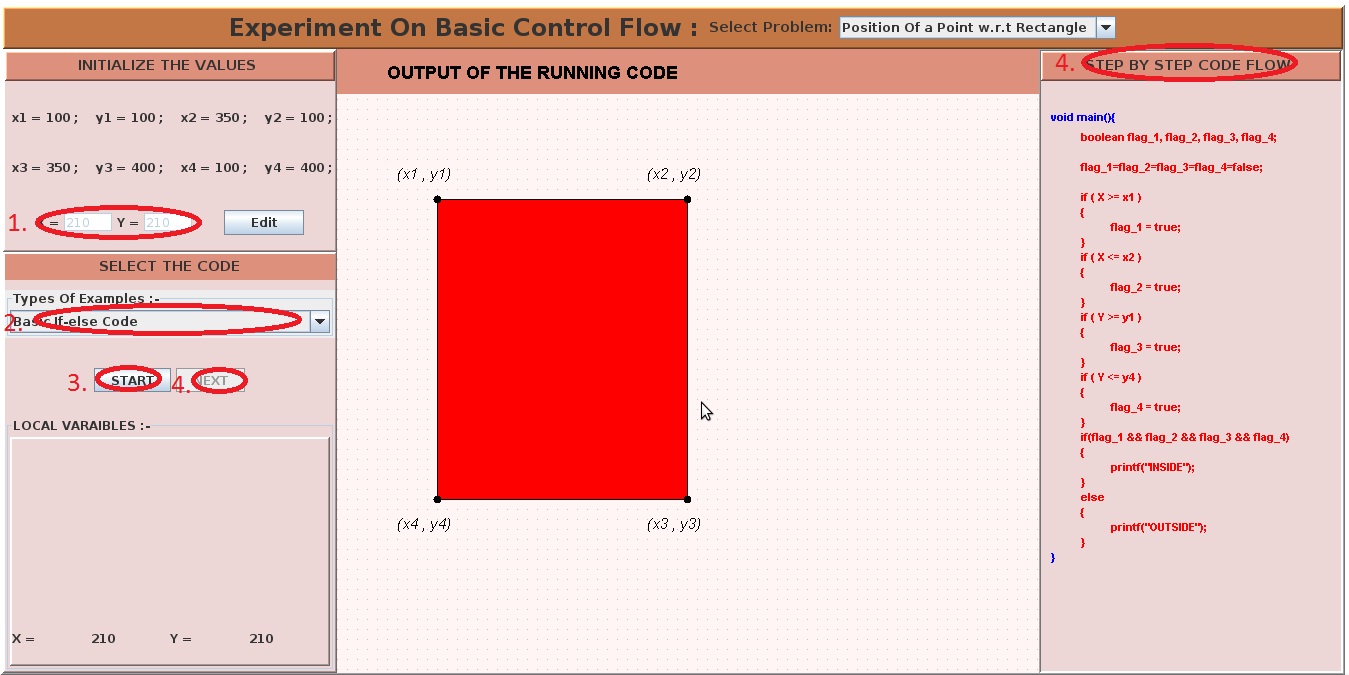 Experiment On Basic Control Flow : Select Problem: Position Of a Point w.r.t Rectangle
INITIALIZE THE VALUES
x1 = 100 ; y1 = 100 ; x2 = 350 ; y2 = 100 ;
x3 = 350 ; y3 = 400 ; x4 = 100 ; y4 = 400 ;
1. = 210 Y = 210 Edit
SELECT THE CODE
Types Of Examples :-
2. Basic If-else Code
3. START 4. NEXT
LOCAL VARAIBLES :-
X = 210 Y = 210
OUTPUT OF THE RUNNING CODE
(x1 , y1) (x2 , y2)
(x4 , y4) (x3 , y3)
4. STEP BY STEP CODE FLOW
void main(){
boolean flag_1, flag_2, flag_3, flag_4;
flag_1=flag_2=flag_3=flag_4=false;
if ( X >= x1 )
{
flag_1 = true;
}
if ( X <= x2 )
{
flag_2 = true;
}
if ( Y >= y1 )
{
flag_3 = true;
}
if ( Y <= y4 )
{
flag_4 = true;
}
if(flag_1 && flag_2 && flag_3 && flag_4)
{
printf("INSIDE");
}
else
{
printf("OUTSIDE");
}
}